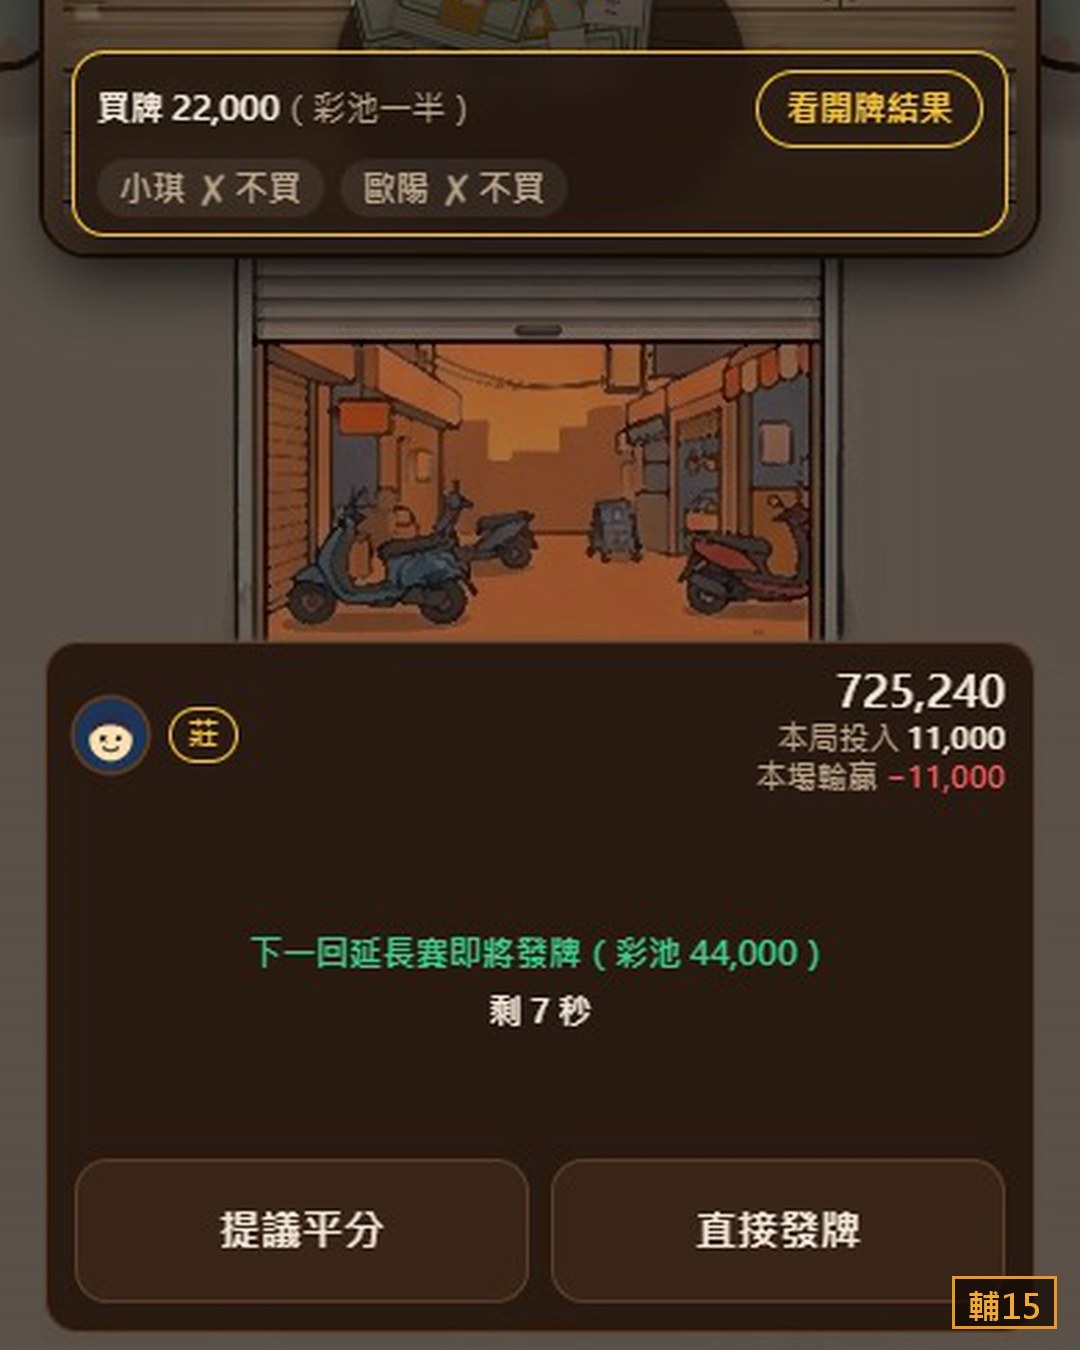 買牌 22,000 ( 彩池一半 )
看開牌結果
小琪 ✗ 不買
歐陽 ✗ 不買
莊
725,240
本局投入 11,000
本場輸贏 −11,000
下一回延長賽即將發牌 ( 彩池 44,000 )
剩 7 秒
提議平分
直接發牌
輔15